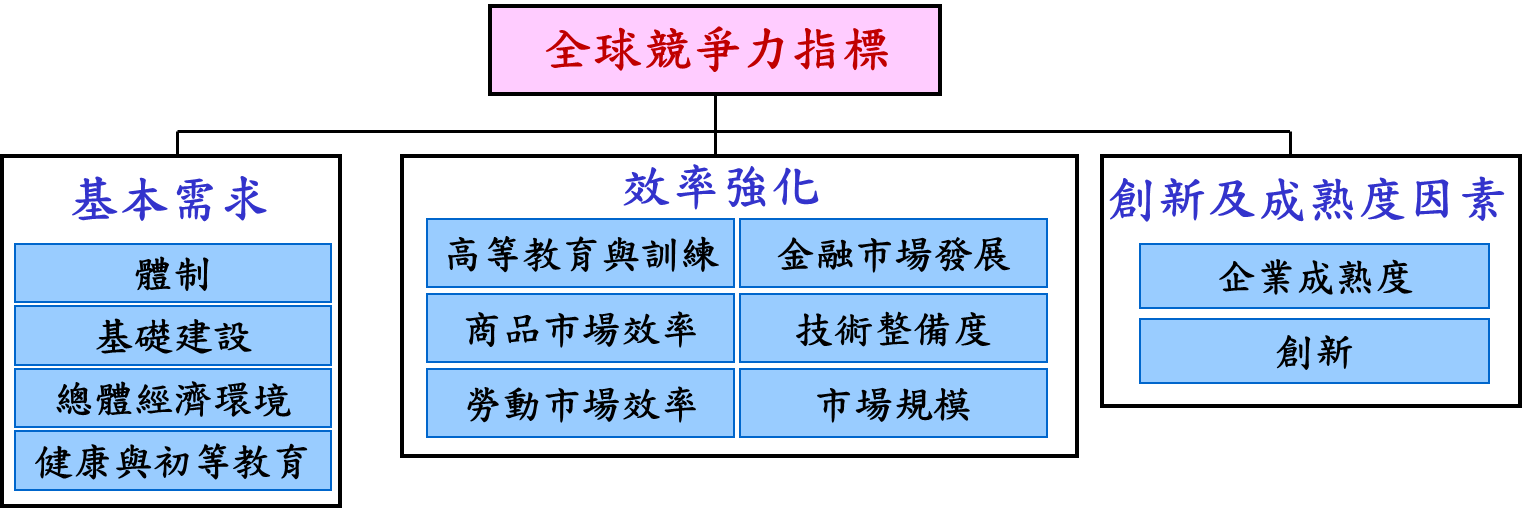 全球競爭力指標
基本需求
體制
基礎建設
總體經濟環境
健康與初等教育
效率強化
高等教育與訓練
金融市場發展
商品市場效率
技術整備度
勞動市場效率
市場規模
創新及成熟度因素
企業成熟度
創新